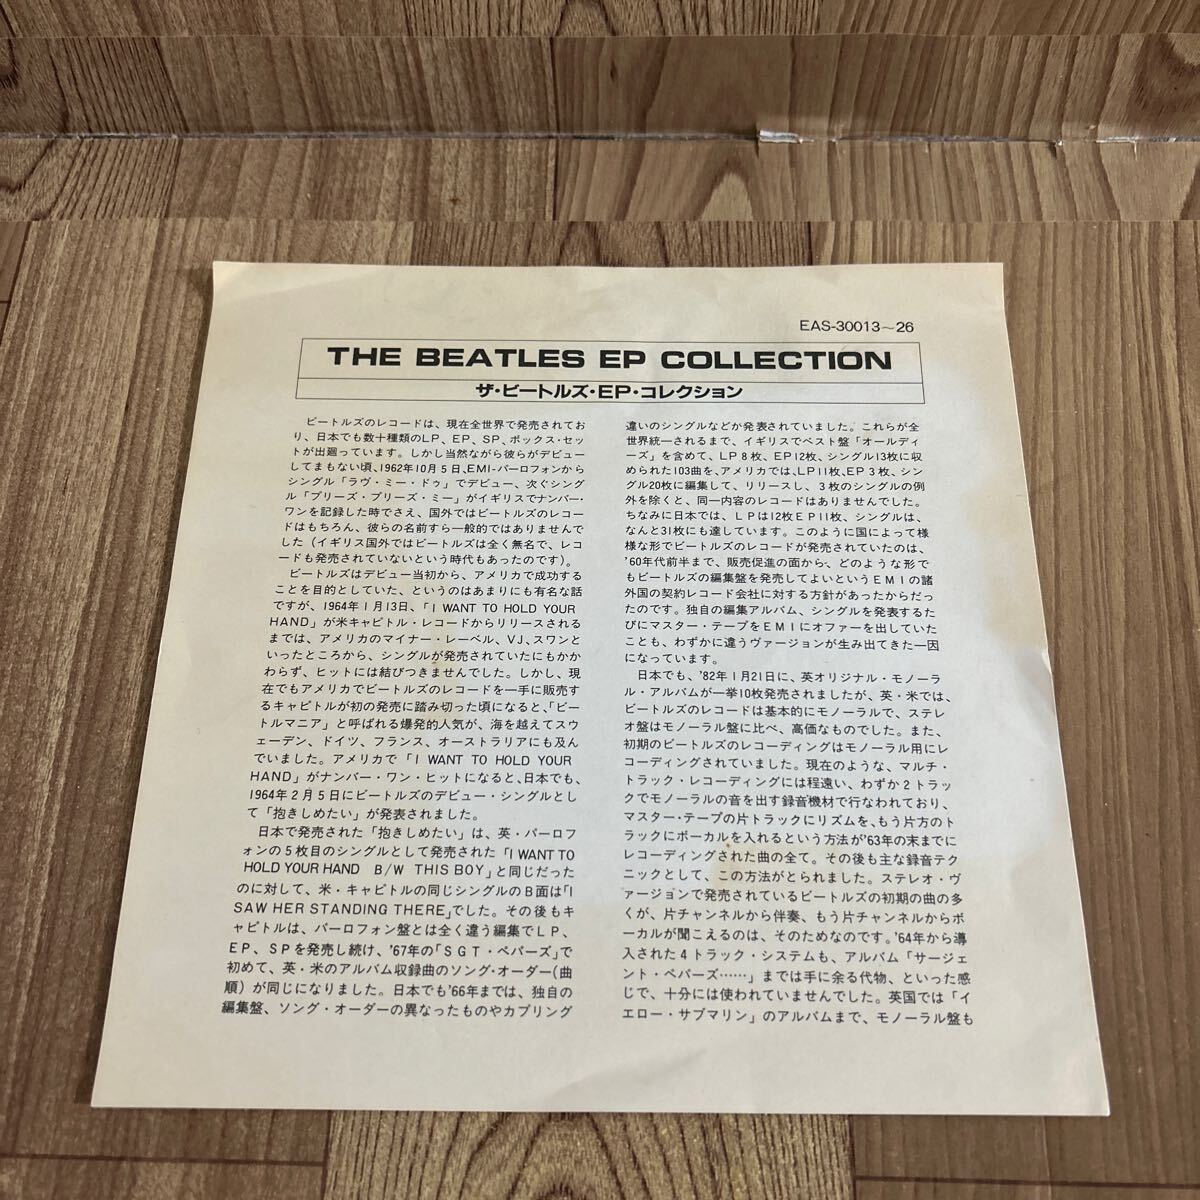 EAS-30013～26
THE BEATLES EP COLLECTION
ザ・ビートルズ・EP・コレクション
ビートルズのレコードは、現在全世界で発売されてお
り、日本でも数十種類のLP、EP、SP、ボックス・セッ
トが出廻っています。しかし当然ながら彼らがデビュー
してまもない頃、1962年10月5日、EMI-パーロフォンから
シングル「ラヴ・ミー・ドゥ」でデビュー、次ぐシング
ル「プリーズ・プリーズ・ミー」がイギリスでナンバー・
ワンを記録した時でさえ、国外ではビートルズのレコー
ドはもちろん、彼らの名前すら一般的ではありませんで
した(イギリス国外ではビートルズは全く無名で、レコ
ードも発売されていないという時代もあったのです)。
ビートルズはデビュー当初から、アメリカで成功する
ことを目的としていた、というのはあまりにも有名な話
ですが、1964年1月13日、「I WANT TO HOLD YOUR
HAND」が米キャピトル・レコードからリリースされる
までは、アメリカのマイナー・レーベル、VJ、スワンと
いったところから、シングルが発売されていたにもかか
わらず、ヒットには結びつきませんでした。しかし、現
在でもアメリカでビートルズのレコードを一手に販売す
るキャピトルが初の発売に踏み切った頃になると、「ビー
トルマニア」と呼ばれる爆発的人気が、海を越えてスウ
ェーデン、ドイツ、フランス、オーストラリアにも及ん
でいました。アメリカで「I WANT TO HOLD YOUR
HAND」がナンバー・ワン・ヒットになると、日本でも、
1964年2月5日にビートルズのデビュー・シングルとし
て「抱きしめたい」が発表されました。
日本で発売された「抱きしめたい」は、英・パーロフ
ォンの5枚目のシングルとして発売された「I WANT TO
HOLD YOUR HAND B/W THIS BOY」と同じだった
のに対して、米・キャピトルの同じシングルのB面は「I
SAW HER STANDING THERE」でした。その後もキ
ャピトルは、パーロフォン盤とは全く違う編集でLP、
EP、SPを発売し続け、'67年の「SGT・ペパーズ」で
初めて、英・米のアルバム収録曲のソング・オーダー(曲
順)が同じになりました。日本でも'66年までは、独自の
編集盤、ソング・オーダーの異なったものやカプリング
違いのシングルなどが発表されていました。これらが全
世界統一されるまで、イギリスでベスト盤「オールディ
ーズ」を含めて、LP8枚、EP12枚、シングル13枚に収
められた103曲を、アメリカでは、LP11枚、EP3枚、シン
グル20枚に編集して、リリースし、3枚のシングルの例
外を除くと、同一内容のレコードはありませんでした。
ちなみに日本では、LPは12枚EP11枚、シングルは、
なんと31枚にも達しています。このように国によって様
様な形でビートルズのレコードが発売されていたのは、
'60年代前半まで、販売促進の面から、どのような形で
もビートルズの編集盤を発売してよいというEMIの諸
外国の契約レコード会社に対する方針があったからだっ
たのです。独自の編集アルバム、シングルを発表するた
びにマスター・テープをEMIにオファーを出していた
ことも、わずかに違うヴァージョンが生み出てきた一因
になっています。
日本でも、'82年1月21日に、英オリジナル・モノーラ
ル・アルバムが一挙10枚発売されましたが、英・米では、
ビートルズのレコードは基本的にモノーラルで、ステレ
オ盤はモノーラル盤に比べ、高価なものでした。また、
初期のビートルズのレコーディングはモノーラル用にレ
コーディングされていました。現在のような、マルチ・
トラック・レコーディングには程遠い、わずか2トラッ
クでモノーラルの音を出す録音機材で行なわれており、
マスター・テープの片トラックにリズムを、もう片方のト
ラックにボーカルを入れるという方法が'63年の末までに
レコーディングされた曲の全て。その後も主な録音テク
ニックとして、この方法がとられました。ステレオ・ヴ
ァージョンで発売されているビートルズの初期の曲の多
くが、片チャンネルから伴奏、もう片チャンネルからボ
ーカルが聞こえるのは、そのためなのです。'64年から導
入された4トラック・システムも、アルバム「サージェ
ント・ペパーズ……」までは手に余る代物、といった感
じで、十分には使われていませんでした。英国では「イ
エロー・サブマリン」のアルバムまで、モノーラル盤も